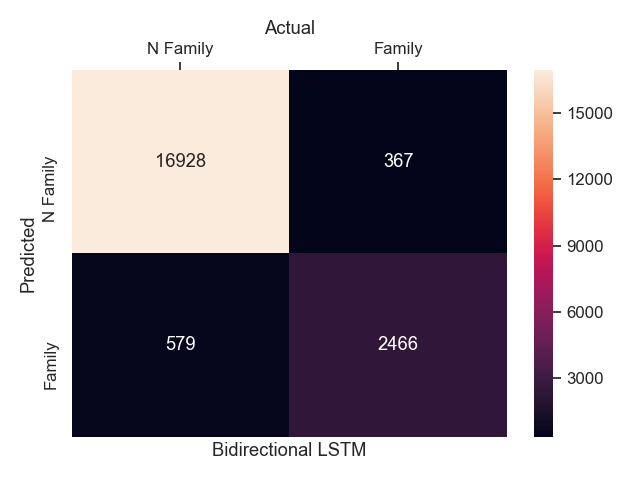 Actual
N Family Family
15000
16928 367
N Family
12000
9000
Predicted
6000
579 2466
Family
3000
Bidirectional LSTM